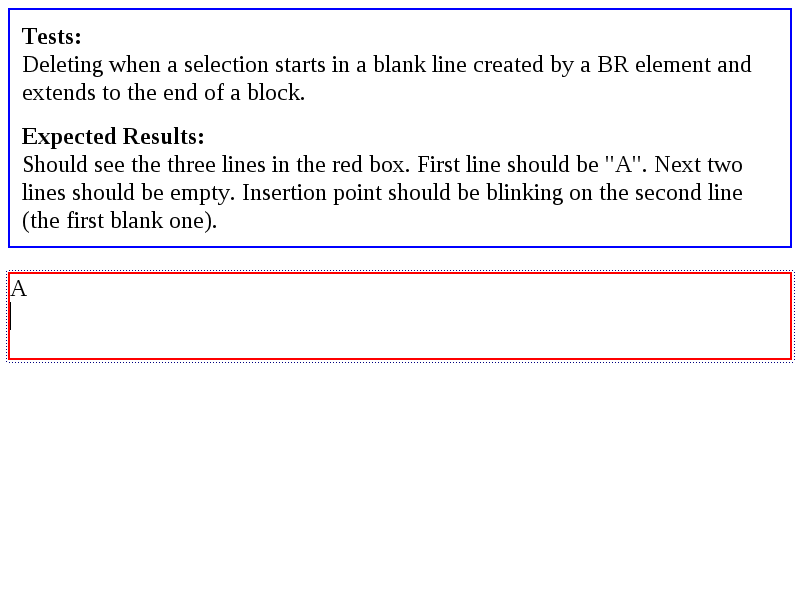 Tests:
Deleting when a selection starts in a blank line created by a BR element and
extends to the end of a block.
Expected Results:
Should see the three lines in the red box. First line should be "A". Next two
lines should be empty. Insertion point should be blinking on the second line
(the first blank one).
A